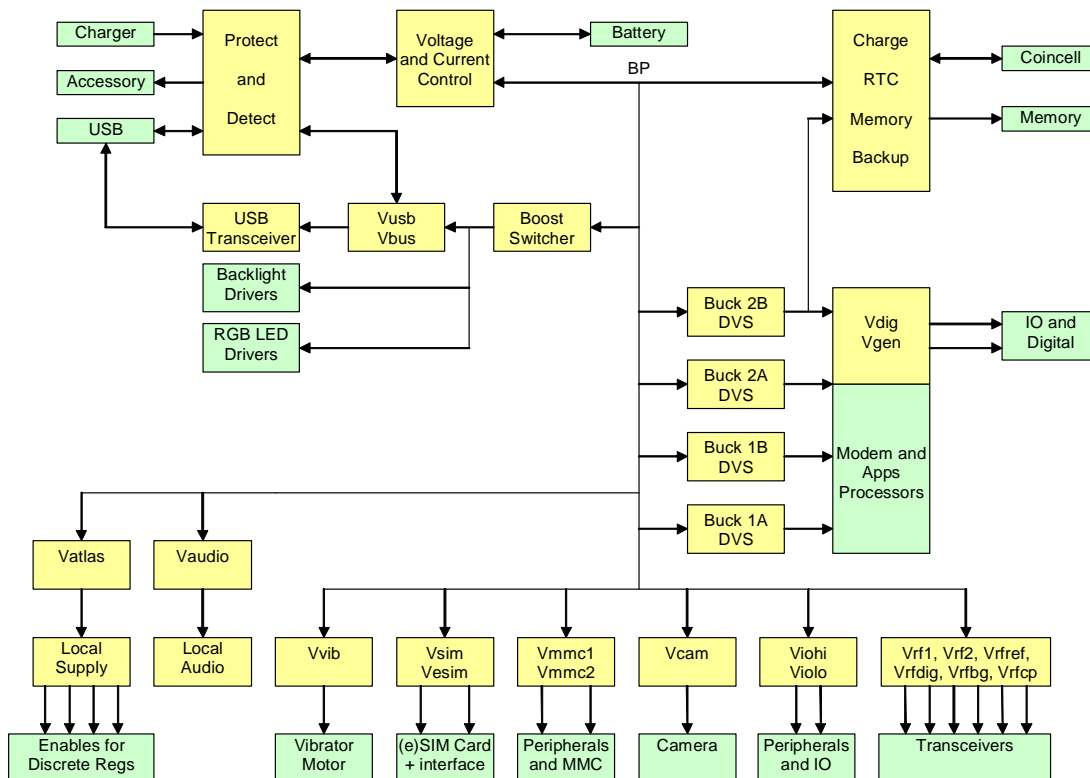 Charger
Accessory
USB
Protect
and
Detect
Voltage
and Current
Control
Battery
BP
Charge
RTC
Memory
Backup
Coincell
Memory
USB
Transceiver
Vusb
Vbus
Boost
Switcher
Backlight
Drivers
RGB LED
Drivers
Buck 2B
DVS
Vdig
Vgen
IO and
Digital
Buck 2A
DVS
Buck 1B
DVS
Modem and
Apps
Processors
Buck 1A
DVS
Vatlas
Vaudio
Local
Supply
Local
Audio
Vvib
Vsim
Vesim
Vmmc1
Vmmc2
Vcam
Viohi
Violo
Vrf1, Vrf2, Vrfref,
Vrfdig, Vrfbg, Vrfcp
Enables for
Discrete Regs
Vibrator
Motor
(e)SIM Card
+ interface
Peripherals
and MMC
Camera
Peripherals
and IO
Transceivers